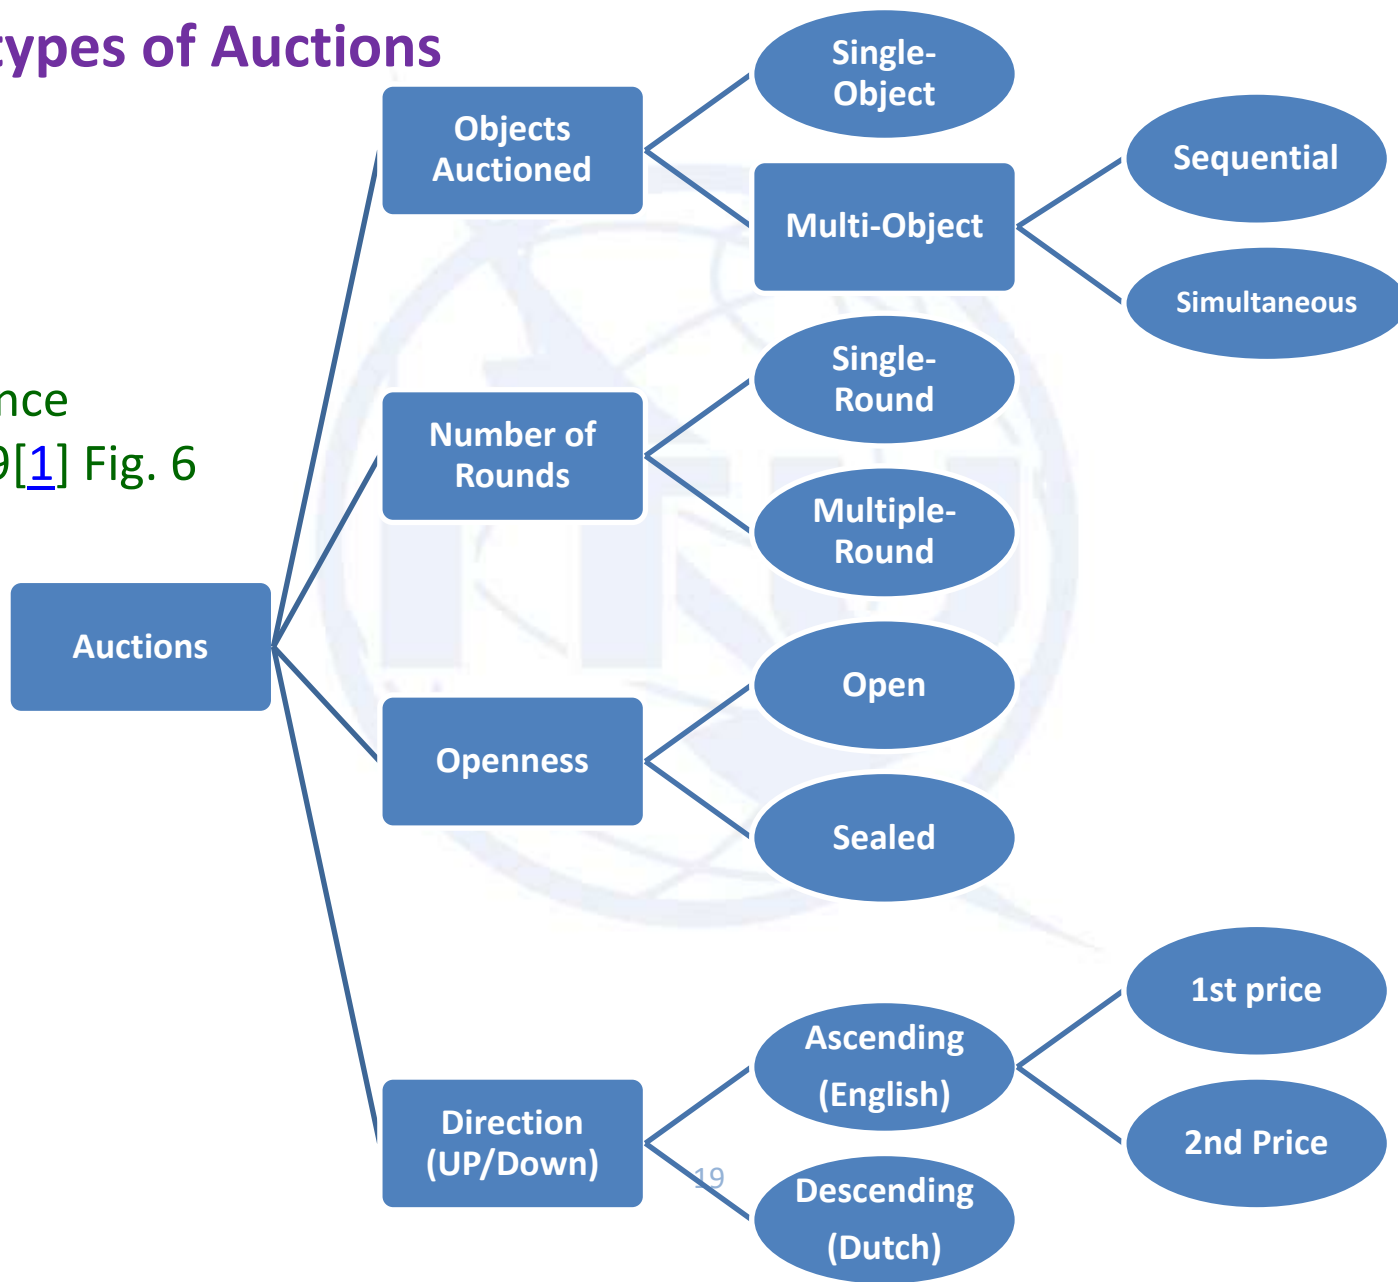 types of Auctions
Single-
Object
Objects
Auctioned
Sequential
Multi-Object
Simultaneous
Single-
Round
nce
9[1] Fig. 6
Number of
Rounds
Multiple-
Round
Auctions
Open
Openness
Sealed
1st price
Ascending
(English)
Direction
(UP/Down)
2nd Price
19
Descending
(Dutch)
ITU